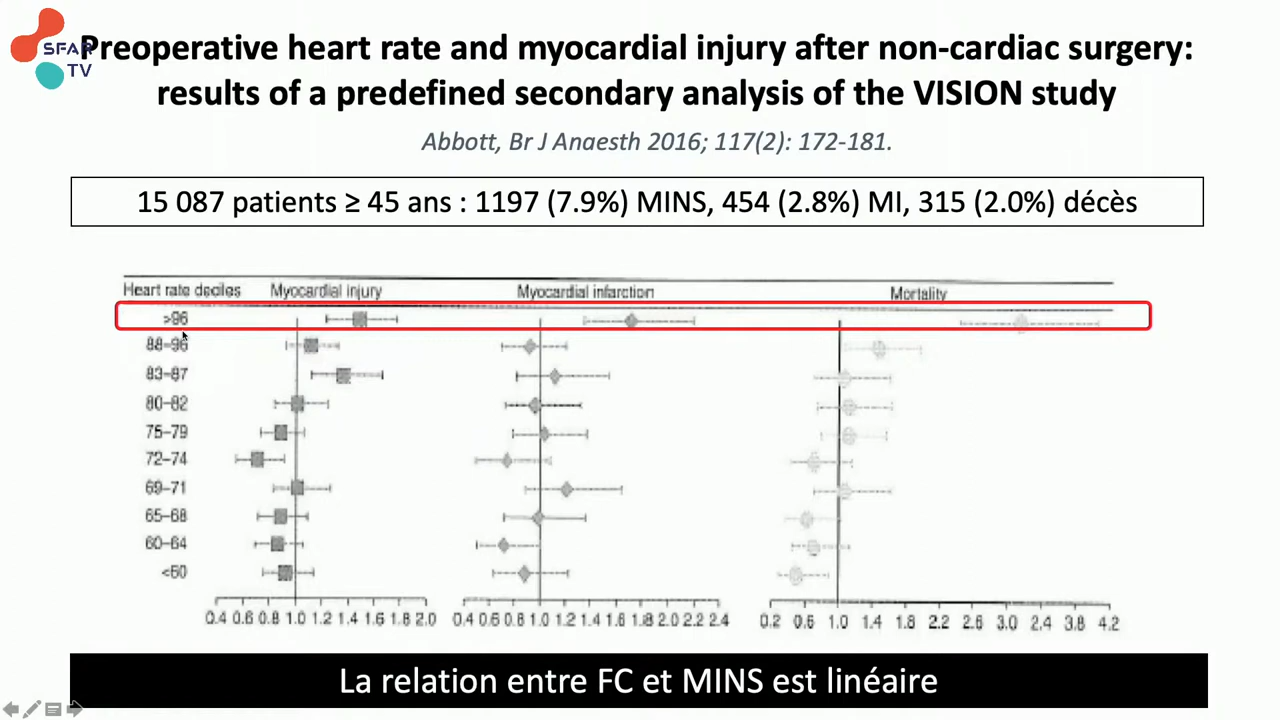 SFAR
TV
Preoperative heart rate and myocardial injury after non-cardiac surgery:
results of a predefined secondary analysis of the VISION study
Abbott, Br J Anaesth 2016; 117(2): 172-181.
15 087 patients ≥ 45 ans : 1197 (7.9%) MINS, 454 (2.8%) MI, 315 (2.0%) décès
Heart rate deciles Myocardial injury Myocardial infarction Mortality
>96
88–96
83–87
80–82
75–79
72–74
69–71
65–68
60–64
<60
0.4 0.6 0.8 1.0 1.2 1.4 1.6 1.8 2.0 0.4 0.6 0.8 1.0 1.2 1.4 1.6 1.8 2.0 2.2 2.4 0.2 0.6 1.0 1.4 1.8 2.2 2.6 3.0 3.4 3.8 4.2
La relation entre FC et MINS est linéaire